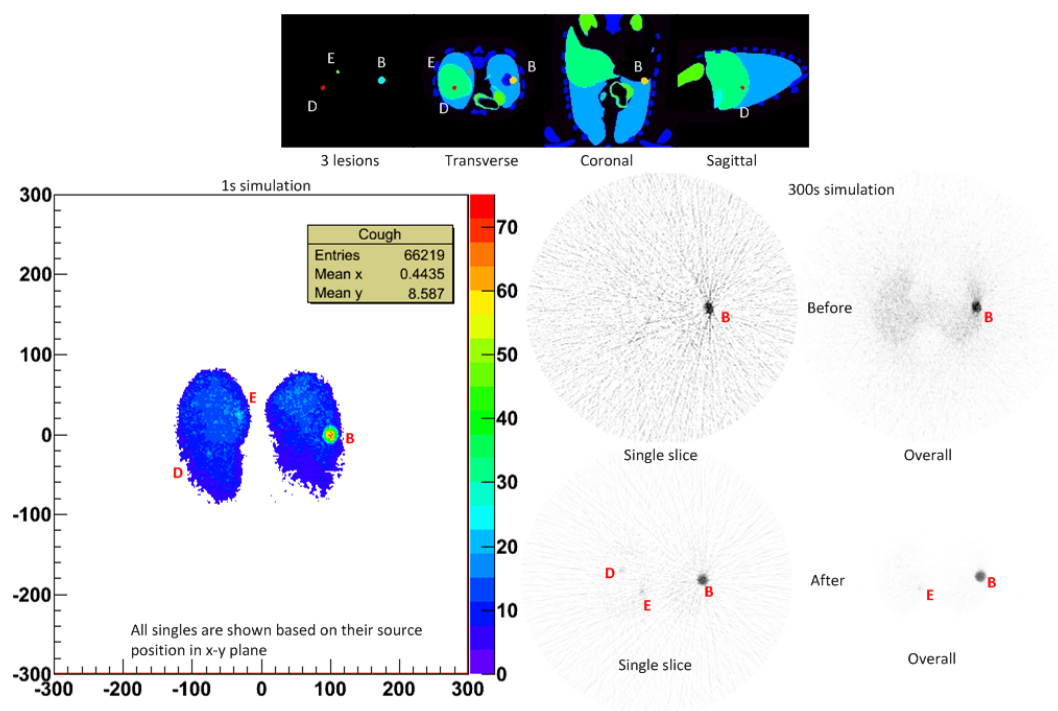 E B E B B
D D D
3 lesions Transverse Coronal Sagittal
1s simulation
300s simulation
300
200
100
0
-100
-200
-300
Cough
Entries 66219
Mean x 0.4435
Mean y 8.587
E
B
D
All singles are shown based on their source
position in x-y plane
-300 -200 -100 0 100 200 300
70
60
50
40
30
20
10
0
B
Before
B
Single slice
Overall
D
E
B
After
B
E
Single slice
Overall